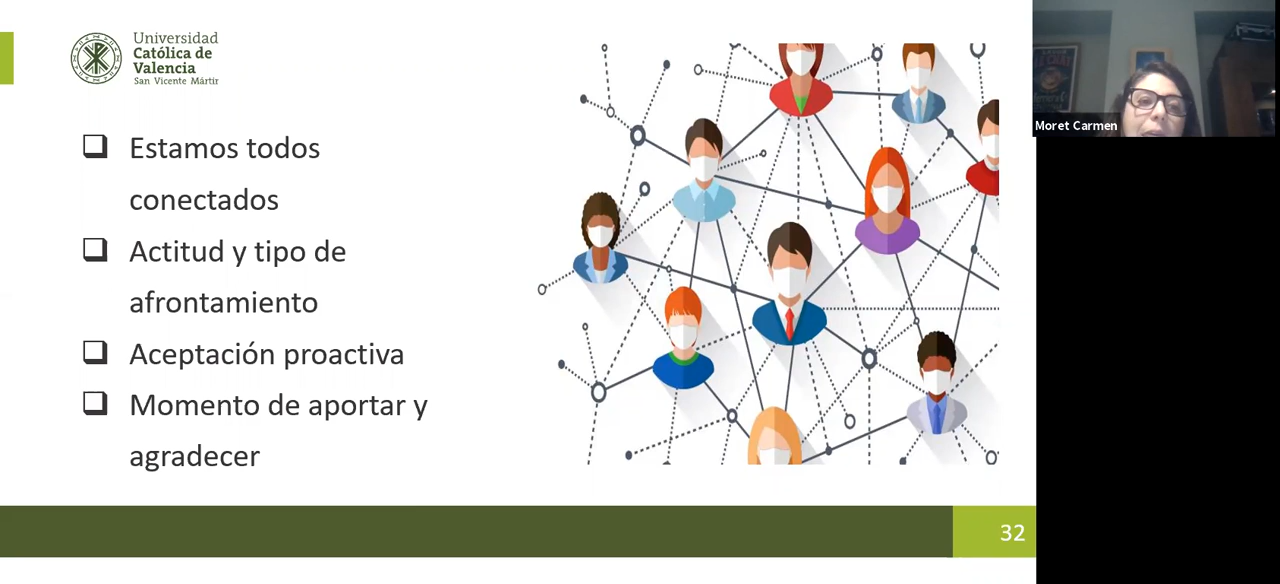 Universidad
Católica de
Valencia
San Vicente Mártir
Estamos todos
conectados
Actitud y tipo de
afrontamiento
Aceptación proactiva
Momento de aportar y
agradecer
32
Moret Carmen